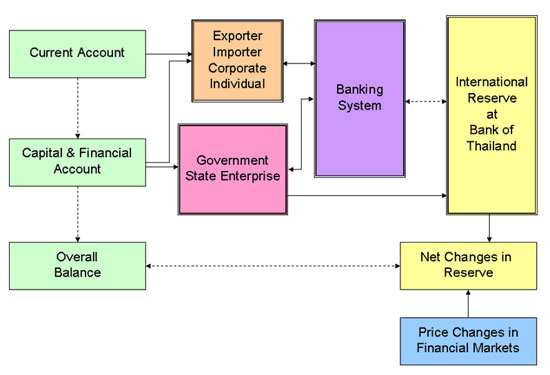 Current Account
Exporter
Importer
Corporate
Individual
Banking
System
International
Reserve
at
Bank of
Thailand
Capital & Financial
Account
Government
State Enterprise
Overall
Balance
Net Changes in
Reserve
Price Changes in
Financial Markets